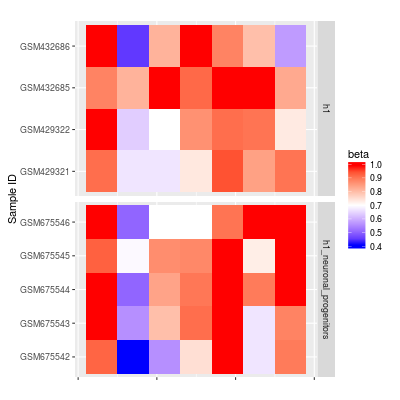 GSM432686
GSM432685
GSM429322
GSM429321
h1
GSM675546
GSM675545
GSM675544
GSM675543
GSM675542
h1_neuronal_progenitors
Sample ID
beta
1.0
0.9
0.8
0.7
0.6
0.5
0.4